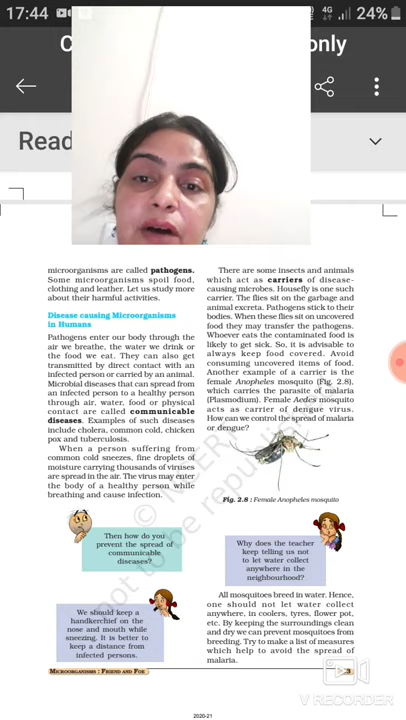 17:44
4G
24%
C
only
Read
microorganisms are called pathogens.
Some microorganisms spoil food,
clothing and leather. Let us study more
about their harmful activities.
Disease causing Microorganisms
in Humans
Pathogens enter our body through the
air we breathe, the water we drink or
the food we eat. They can also get
transmitted by direct contact with an
infected person or carried by an animal.
Microbial diseases that can spread from
an infected person to a healthy person
through air, water, food or physical
contact are called communicable
diseases. Examples of such diseases
include cholera, common cold, chicken
pox and tuberculosis.
When a person suffering from
common cold sneezes, fine droplets of
moisture carrying thousands of viruses
are spread in the air. The virus may enter
the body of a healthy person while
breathing and cause infection.
Then how do you
prevent the spread of
communicable
diseases?
We should keep a
handkerchief on the
nose and mouth while
sneezing. It is better to
keep a distance from
infected persons.
There are some insects and animals
which act as carriers of disease-
causing microbes. Housefly is one such
carrier. The flies sit on the garbage and
animal excreta. Pathogens stick to their
bodies. When these flies sit on uncovered
food they may transfer the pathogens.
Whoever eats the contaminated food is
likely to get sick. So, it is advisable to
always keep food covered. Avoid
consuming uncovered items of food.
Another example of a carrier is the
female Anopheles mosquito (Fig. 2.8),
which carries the parasite of malaria
(Plasmodium). Female Aedes mosquito
acts as carrier of dengue virus.
How can we control the spread of malaria
or dengue?
Fig. 2.8 : Female Anopheles mosquito
Why does the teacher
keep telling us not
to let water collect
anywhere in the
neighbourhood?
All mosquitoes breed in water. Hence,
one should not let water collect
anywhere, in coolers, tyres, flower pot,
etc. By keeping the surroundings clean
and dry we can prevent mosquitoes from
breeding. Try to make a list of measures
which help to avoid the spread of
malaria.
Microorganisms : Friend and Foe
3
V RECORDER
2020-21
not to be republished